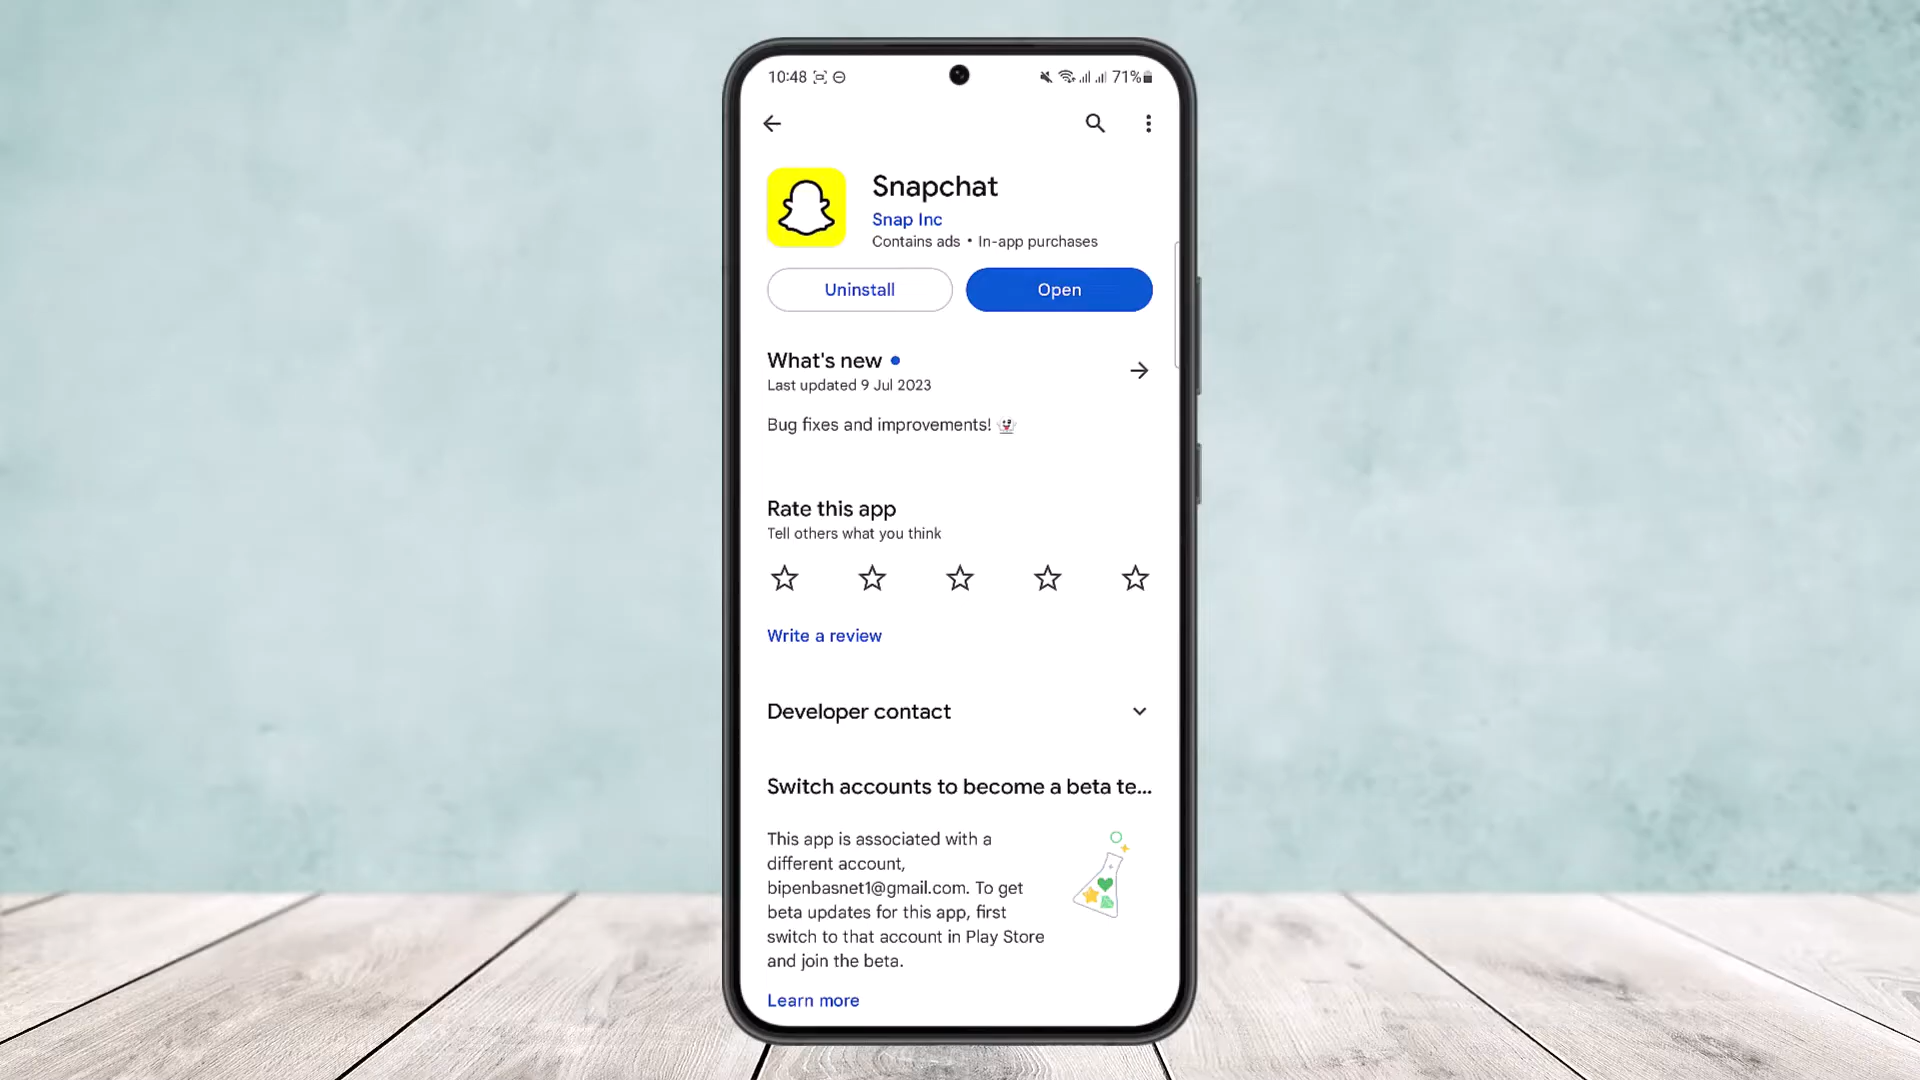 10:48 71%
Snapchat
Snap Inc
Contains ads • In-app purchases
Uninstall Open
What's new
Last updated 9 Jul 2023
Bug fixes and improvements! 👻
Rate this app
Tell others what you think
Write a review
Developer contact
Switch accounts to become a beta te...
This app is associated with a
different account,
bipenbasnet1@gmail.com. To get
beta updates for this app, first
switch to that account in Play Store
and join the beta.
Learn more